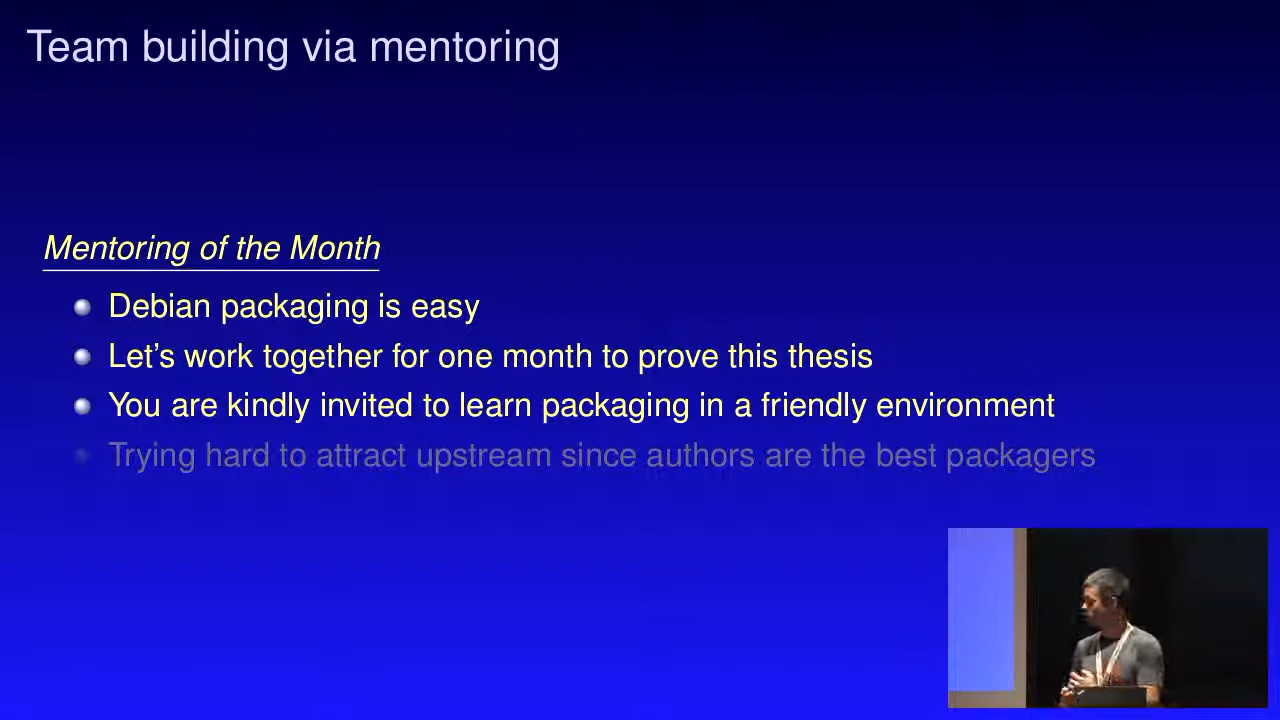 Team building via mentoring
Mentoring of the Month
Debian packaging is easy
Let's work together for one month to prove this thesis
You are kindly invited to learn packaging in a friendly environment
Trying hard to attract upstream since authors are the best packagers